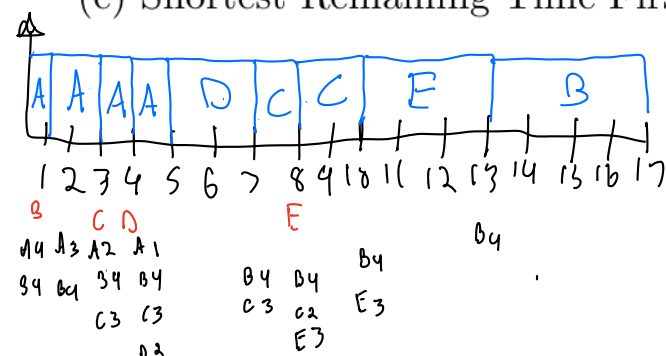 (c) Shortest Remaining Time Firs
A A A A D C C E B
1 2 3 4 5 6 7 8 9 10 11 12 13 14 15 16 17
B C D E
A4 A3 A2 A1 B4
B4 B4 B4 B4 B4 B4 B4
C3 C3 C3 C2 E3
D2 E3